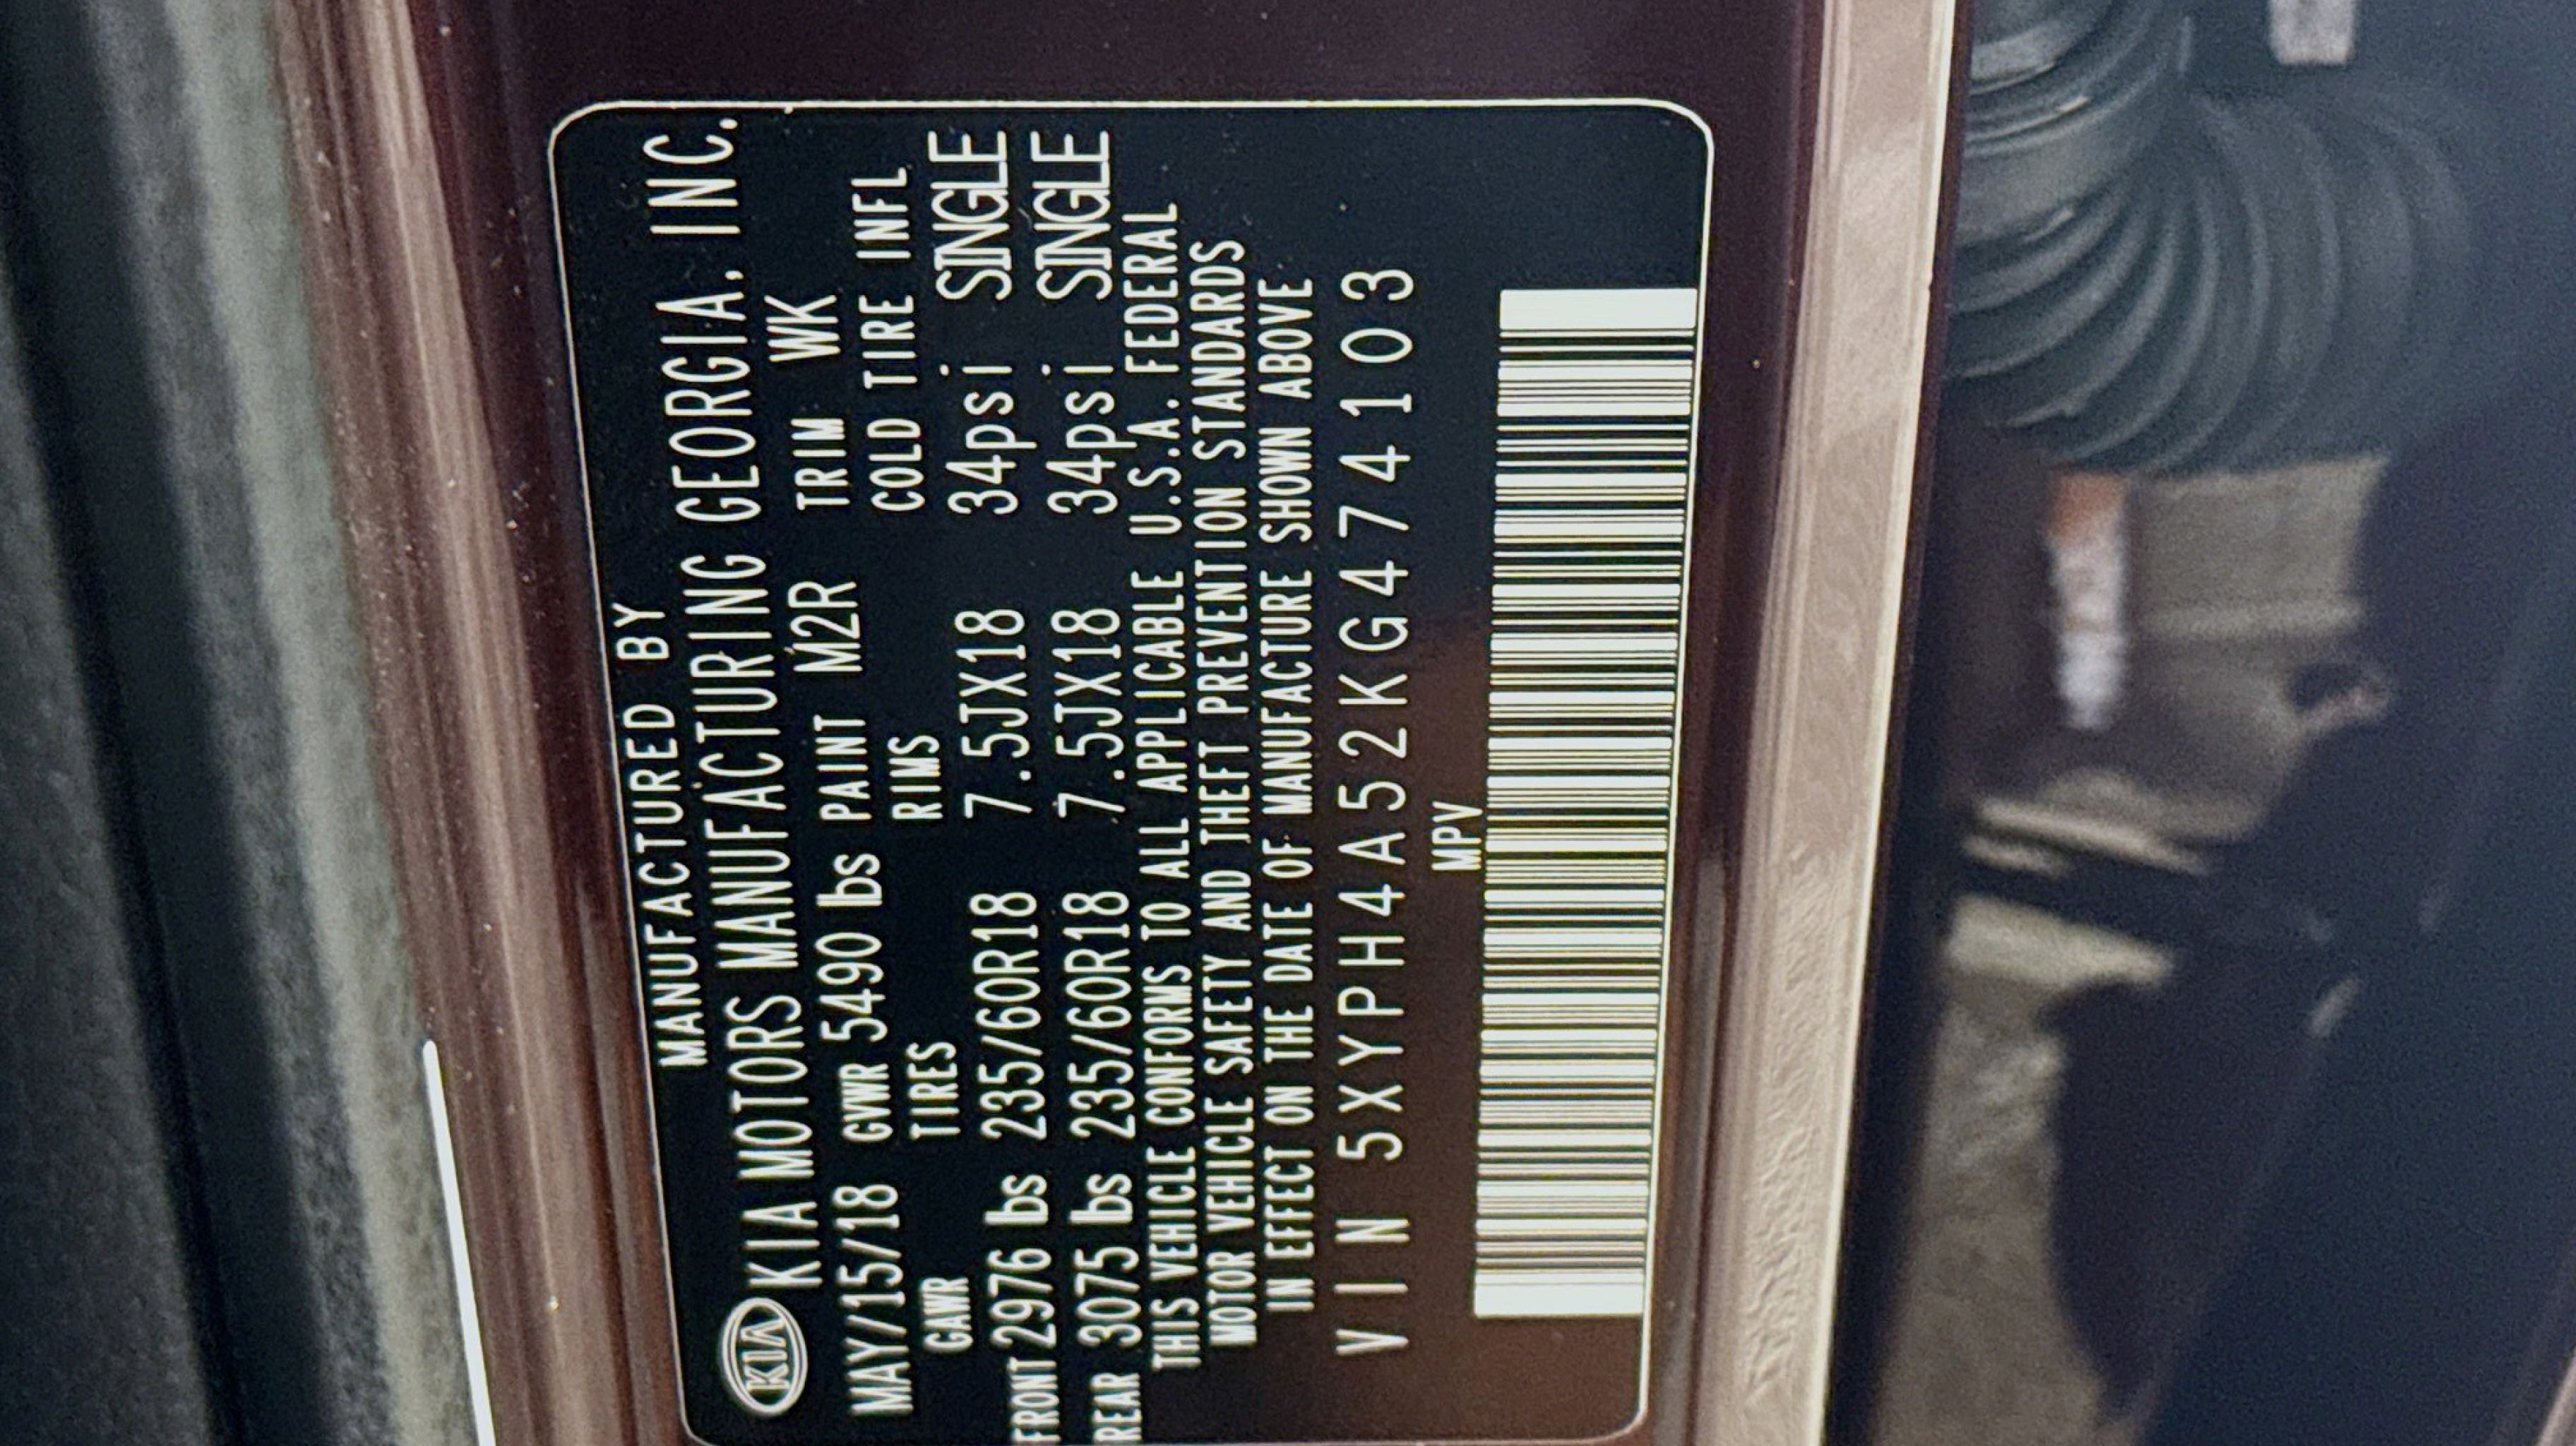 MANUFACTURED BY
KIA KIA MOTORS MANUFACTURING GEORGIA, INC.
MAY/15/18 GVWR 5490 lbs PAINT M2R TRIM WK
GAWR TIRES RIMS COLD TIRE INFL
FRONT 2976 lbs 235/60R18 7.5JX18 34psi SINGLE
REAR 3075 lbs 235/60R18 7.5JX18 34psi SINGLE
THIS VEHICLE CONFORMS TO ALL APPLICABLE U.S.A. FEDERAL
MOTOR VEHICLE SAFETY AND THEFT PREVENTION STANDARDS
IN EFFECT ON THE DATE OF MANUFACTURE SHOWN ABOVE
VIN 5XYPH4A52KG474103
MPV